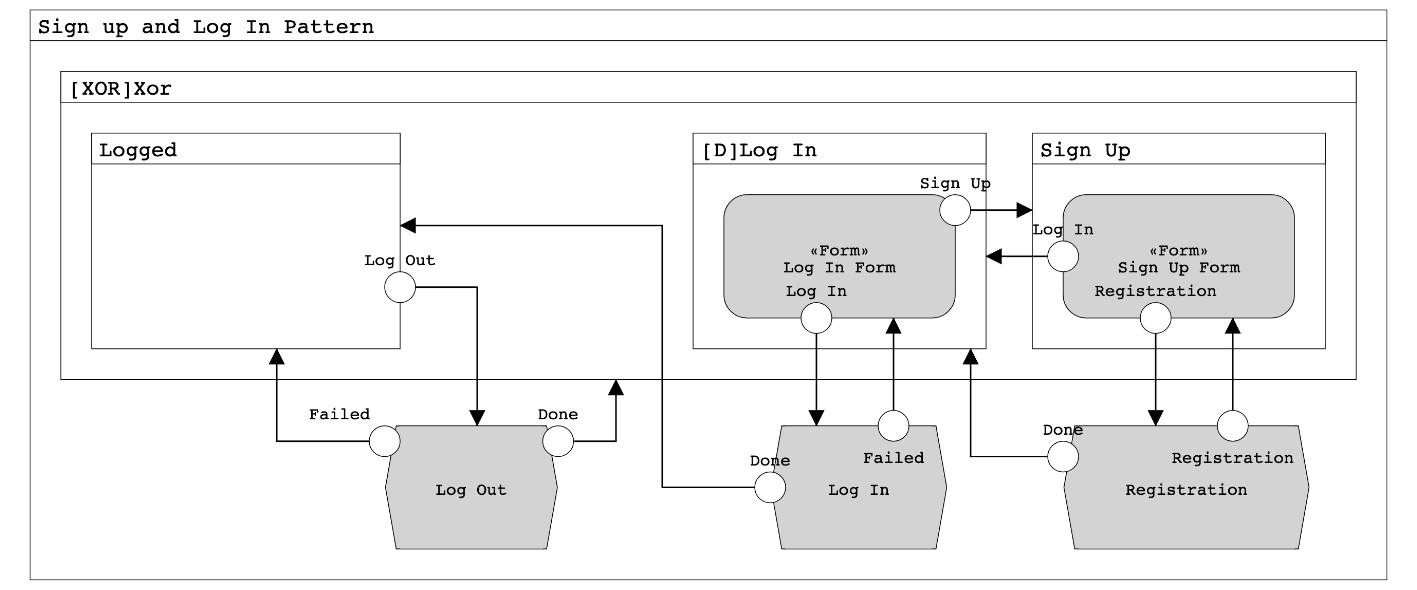 Sign up and Log In Pattern
[XOR]Xor
Logged
[D]Log In
Sign Up
Sign Up
Log In
«Form»
Log In Form
«Form»
Sign Up Form
Log Out
Log In
Registration
Failed
Done
Done
Done
Failed
Registration
Log Out
Log In
Registration